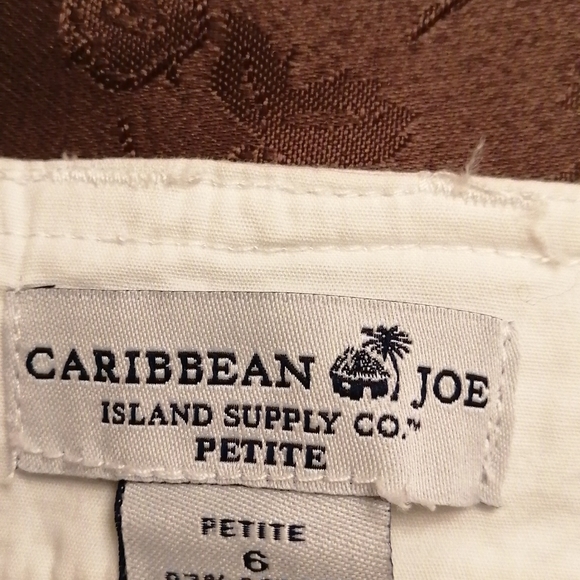 CARIBBEAN JOE
ISLAND SUPPLY CO.™
PETITE
PETITE
6